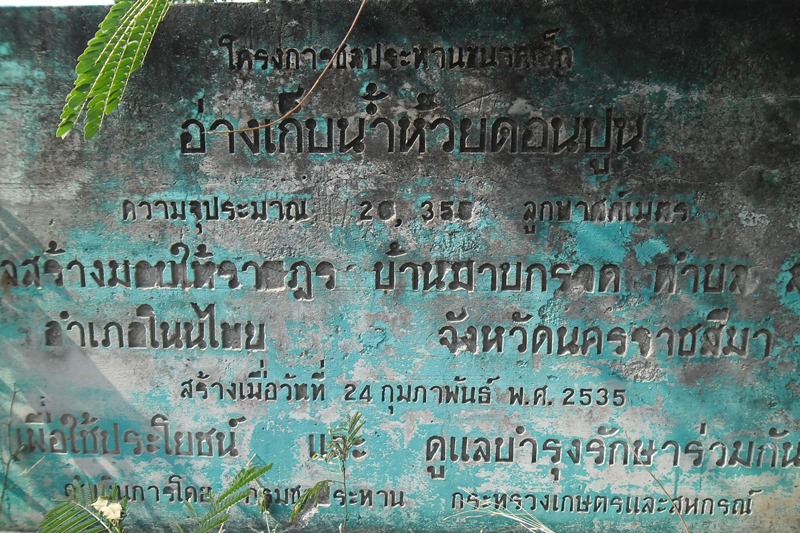 โครงการชลประทานขนาดเล็ก
อ่างเก็บน้ำห้วยดอนปูน
ความจุประมาณ 20,350 ลูกบาศก์เมตร
สร้างมอบให้ราษฎร บ้านมาบกราด ตำบล
อำเภอโนนไทย จังหวัดนครราชสีมา
สร้างเมื่อวันที่ 24 กุมภาพันธ์ พ.ศ. 2535
เพื่อใช้ประโยชน์ และ ดูแลบำรุงรักษาร่วมกัน
ดำเนินการโดย กรมชลประทาน กระทรวงเกษตรและสหกรณ์